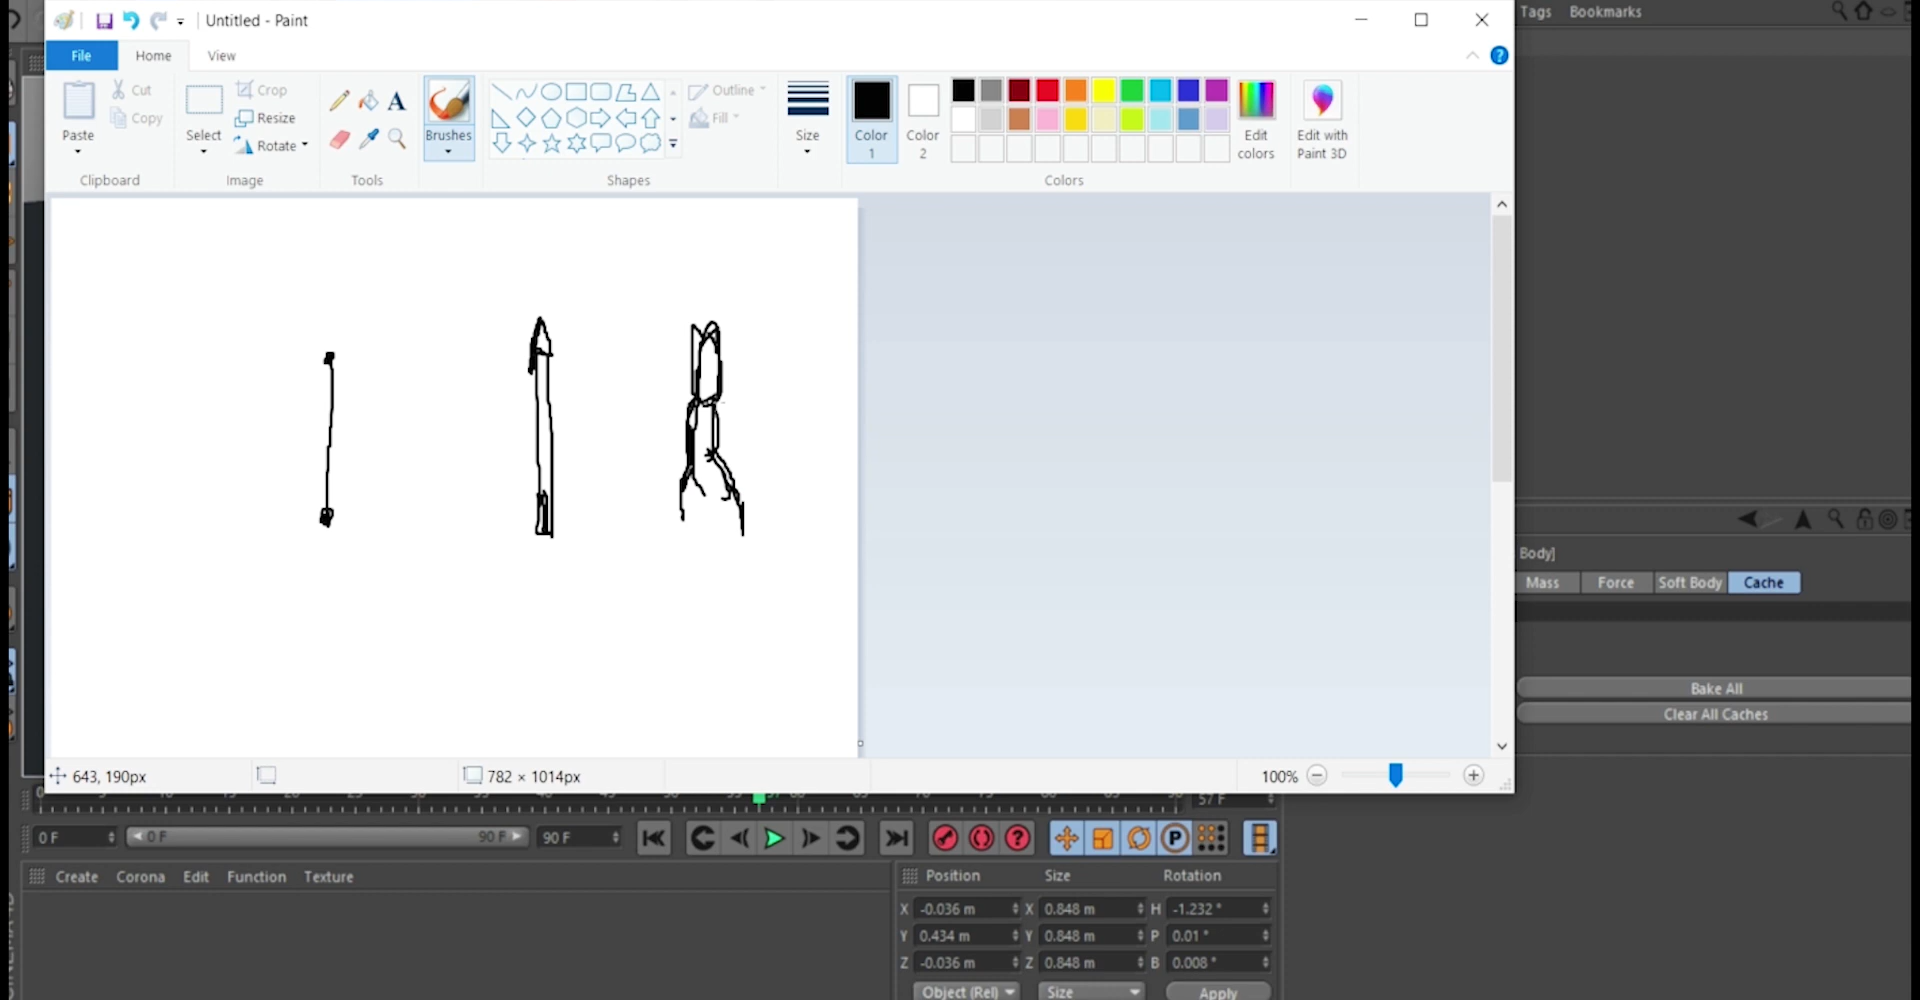 Untitled - Paint
Tags Bookmarks
File Home View
Paste
Cut
Copy
Clipboard
Select
Crop
Resize
Rotate
Image
A
Tools
Brushes
Shapes
Outline
Fill
Size
Color 1
Color 2
Edit colors
Edit with Paint 3D
Colors
Body]
Mass Force Soft Body Cache
Bake All
Clear All Caches
643, 190px
782 × 1014px
100%
57 F
0 F 0 F 90 F 90 F
P
Create Corona Edit Function Texture
Position Size Rotation
X -0.036 m X 0.848 m H -1.232 °
Y 0.434 m Y 0.848 m P 0.01 °
Z -0.036 m Z 0.848 m B 0.008 °
Object (Rel) Size Apply